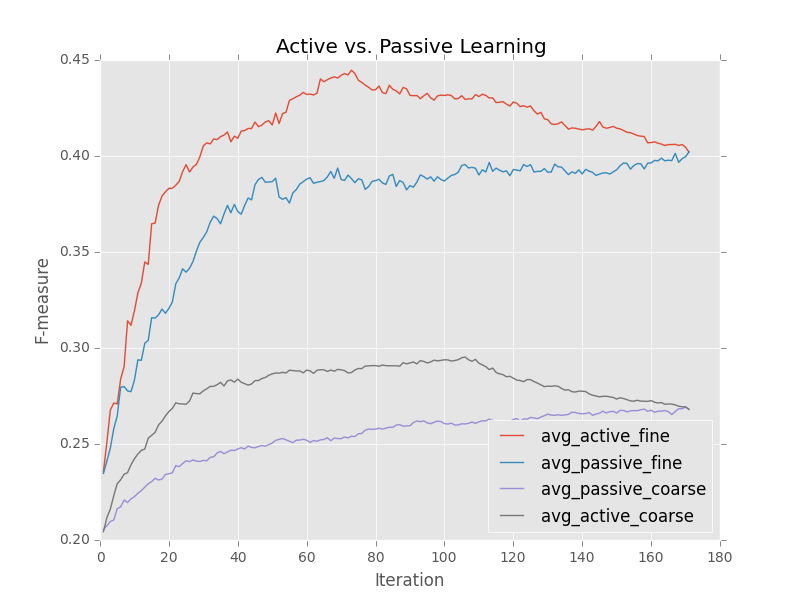 Active vs. Passive Learning
0.45
0.40
0.35
0.30
0.25
0.20
F-measure
0 20 40 60 80 100 120 140 160 180
Iteration
avg_active_fine
avg_passive_fine
avg_passive_coarse
avg_active_coarse